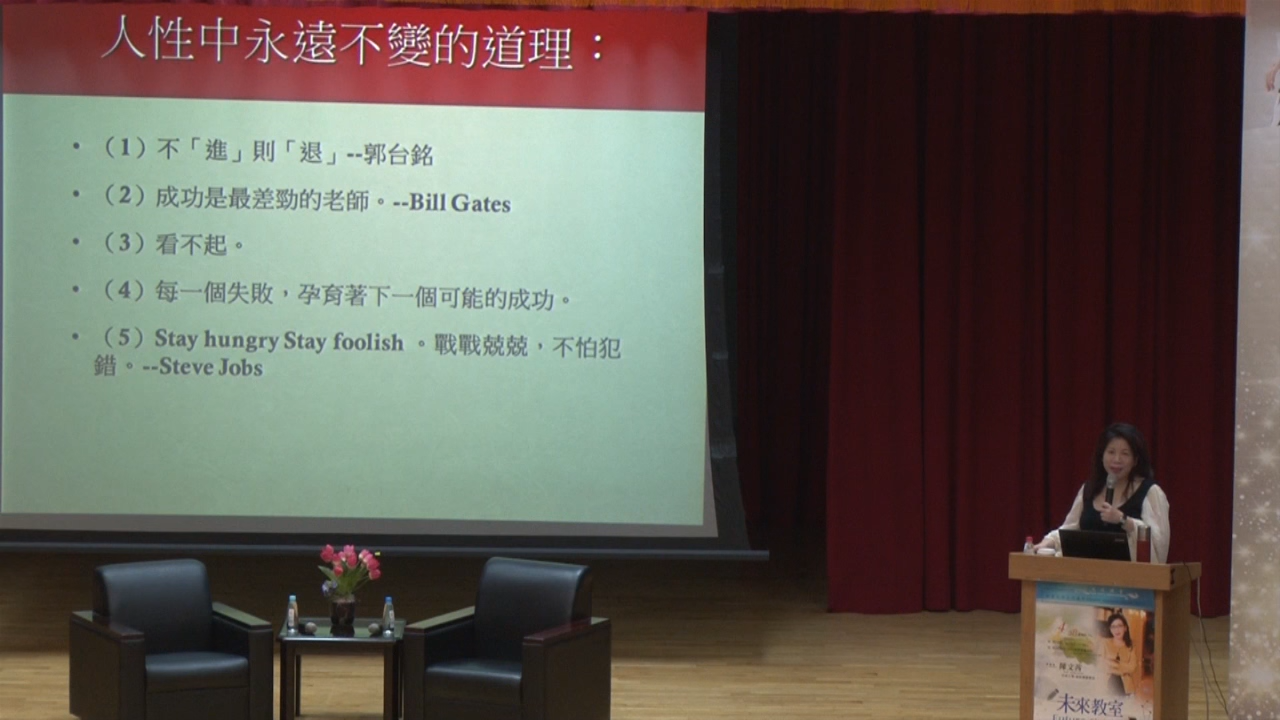 人性中永遠不變的道理：
• （1）不「進」則「退」--郭台銘
• （2）成功是最差勁的老師。--Bill Gates
• （3）看不起。
• （4）每一個失敗，孕育著下一個可能的成功。
• （5）Stay hungry Stay foolish 。戰戰兢兢，不怕犯
錯。--Steve Jobs
未來教室